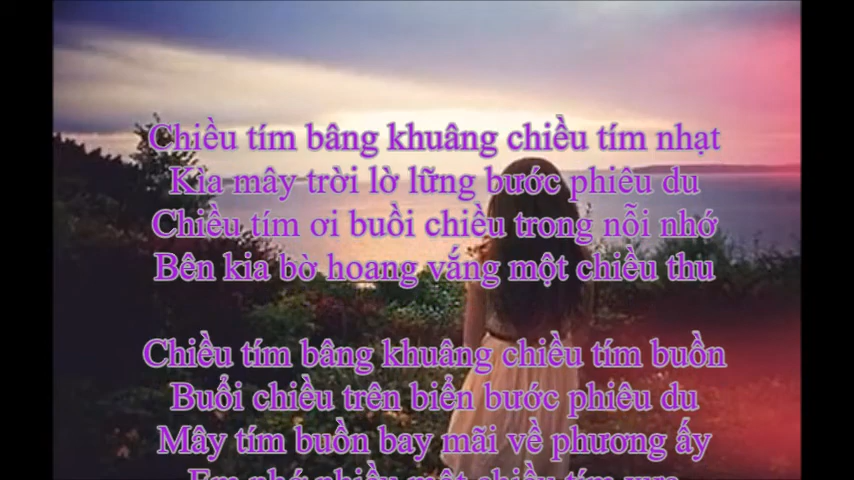 Chiều tím bâng khuâng chiều tím nhạt
Kìa mây trời lờ lững bước phiêu du
Chiều tím ơi buồi chiều trong nỗi nhớ
Bên kia bờ hoang vắng một chiều thu
Chiều tím bâng khuâng chiều tím buồn
Buổi chiều trên biển bước phiêu du
Mây tím buồn bay mãi về phương ấy
Em nhớ nhiều một chiều tím xưa